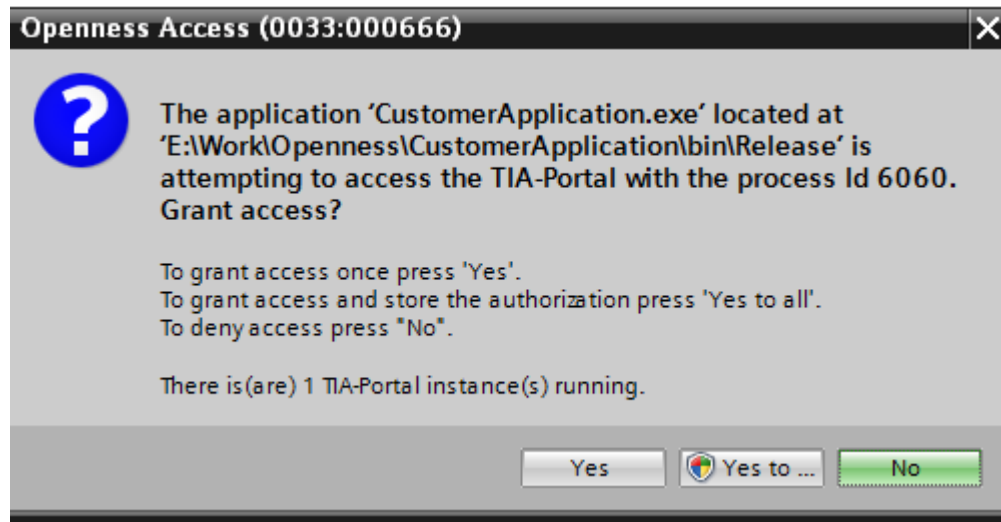 Openness Access (0033:000666)
The application ‘CustomerApplication.exe’ located at
‘E:\Work\Openness\CustomerApplication\bin\Release’ is
attempting to access the TIA-Portal with the process Id 6060.
Grant access?
To grant access once press 'Yes'.
To grant access and store the authorization press 'Yes to all'.
To deny access press "No".
There is(are) 1 TIA-Portal instance(s) running.
Yes
Yes to ...
No